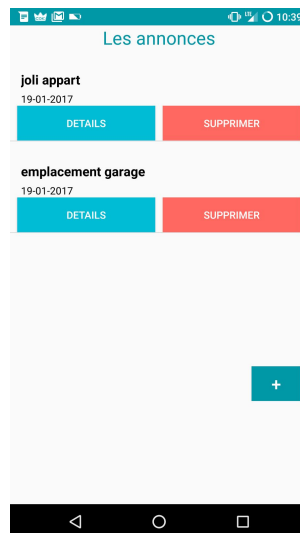 10:39
Les annonces
joli appart
19-01-2017
DETAILS SUPPRIMER
emplacement garage
19-01-2017
DETAILS SUPPRIMER
+